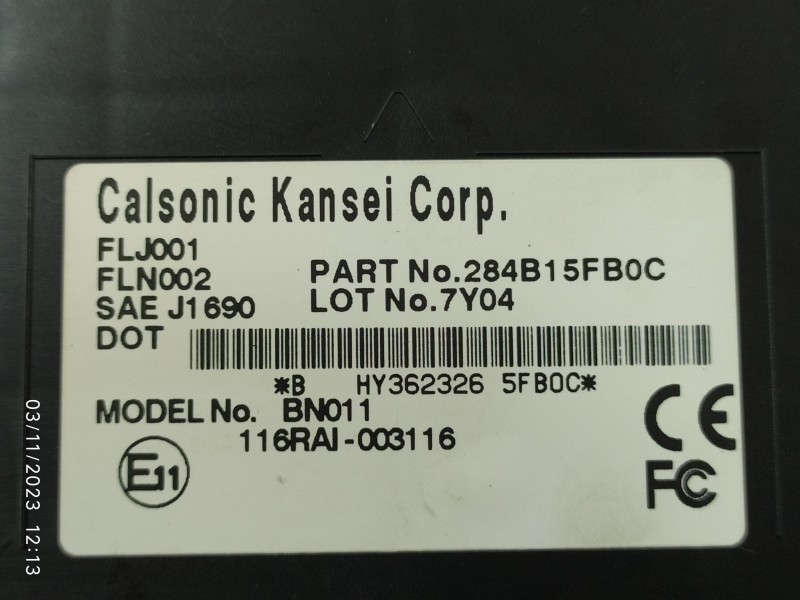 Calsonic Kansei Corp.
FLJ001
FLN002 PART No.284B15FB0C
SAE J1690 LOT No.7Y04
DOT
*B HY362326 5FB0C*
MODEL No. BN011
116RAI-003116
E11
CE
FC
03/11/2023 12:13